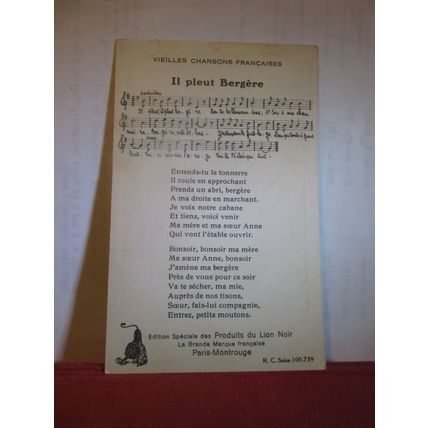 VIEILLES CHANSONS FRANÇAISES
Il pleut Bergère
Entends-tu le tonnerre
Il roule en approchant
Prends un abri, bergère
A ma droite en marchant.
Je vois notre cabane
Et tiens, voici venir
Ma mère et ma sœur Anne
Qui vont l'étable ouvrir.
Bonsoir, bonsoir ma mère
Ma sœur Anne, bonsoir
J'amène ma bergère
Près de vous pour ce soir
Va te sécher, ma mie,
Auprès de nos tisons,
Sœur, fais-lui compagnie,
Entrez, petits moutons.
Edition Spéciale des Produits du Lion Noir
La Grande Marque française
Paris-Montrouge
R. C. Seine 100.739